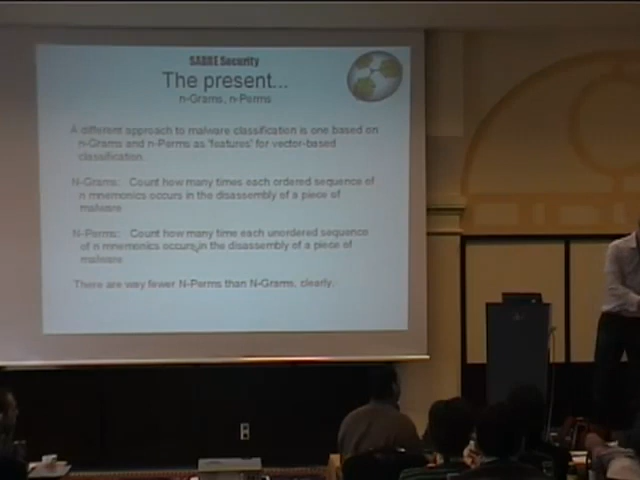 SABRE Security
The present...
n-Grams, n-Perms
A different approach to malware classification is one based on
n-Grams and n-Perms as 'features' for vector-based
classification.
N-Grams: Count how many times each ordered sequence of
n mnemonics occurs in the disassembly of a piece of
malware
N-Perms: Count how many time each unordered sequence
of n mnemonics occurs in the disassembly of a piece of
malware
There are way fewer N-Perms than N-Grams, clearly.